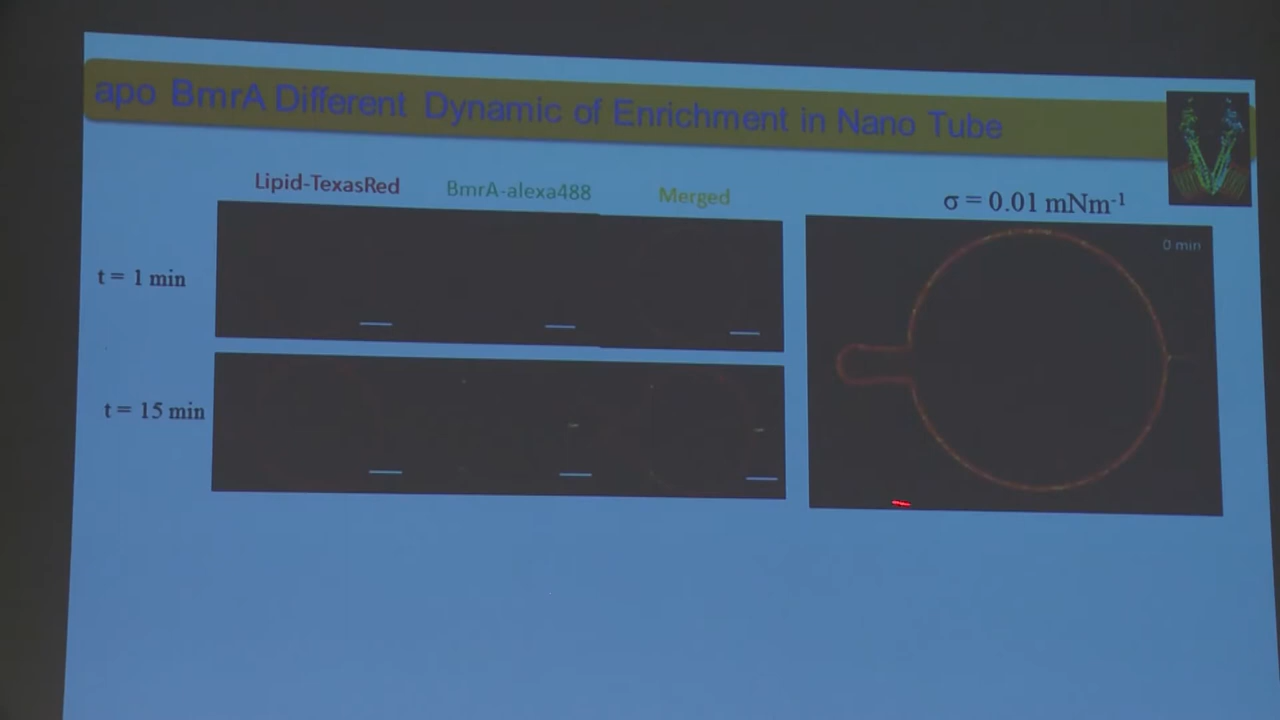 apo BmrA Different Dynamic of Enrichment in Nano Tube
Lipid-TexasRed BmrA-alexa488 Merged
σ = 0.01 mNm⁻¹
0 min
t = 1 min
t = 15 min